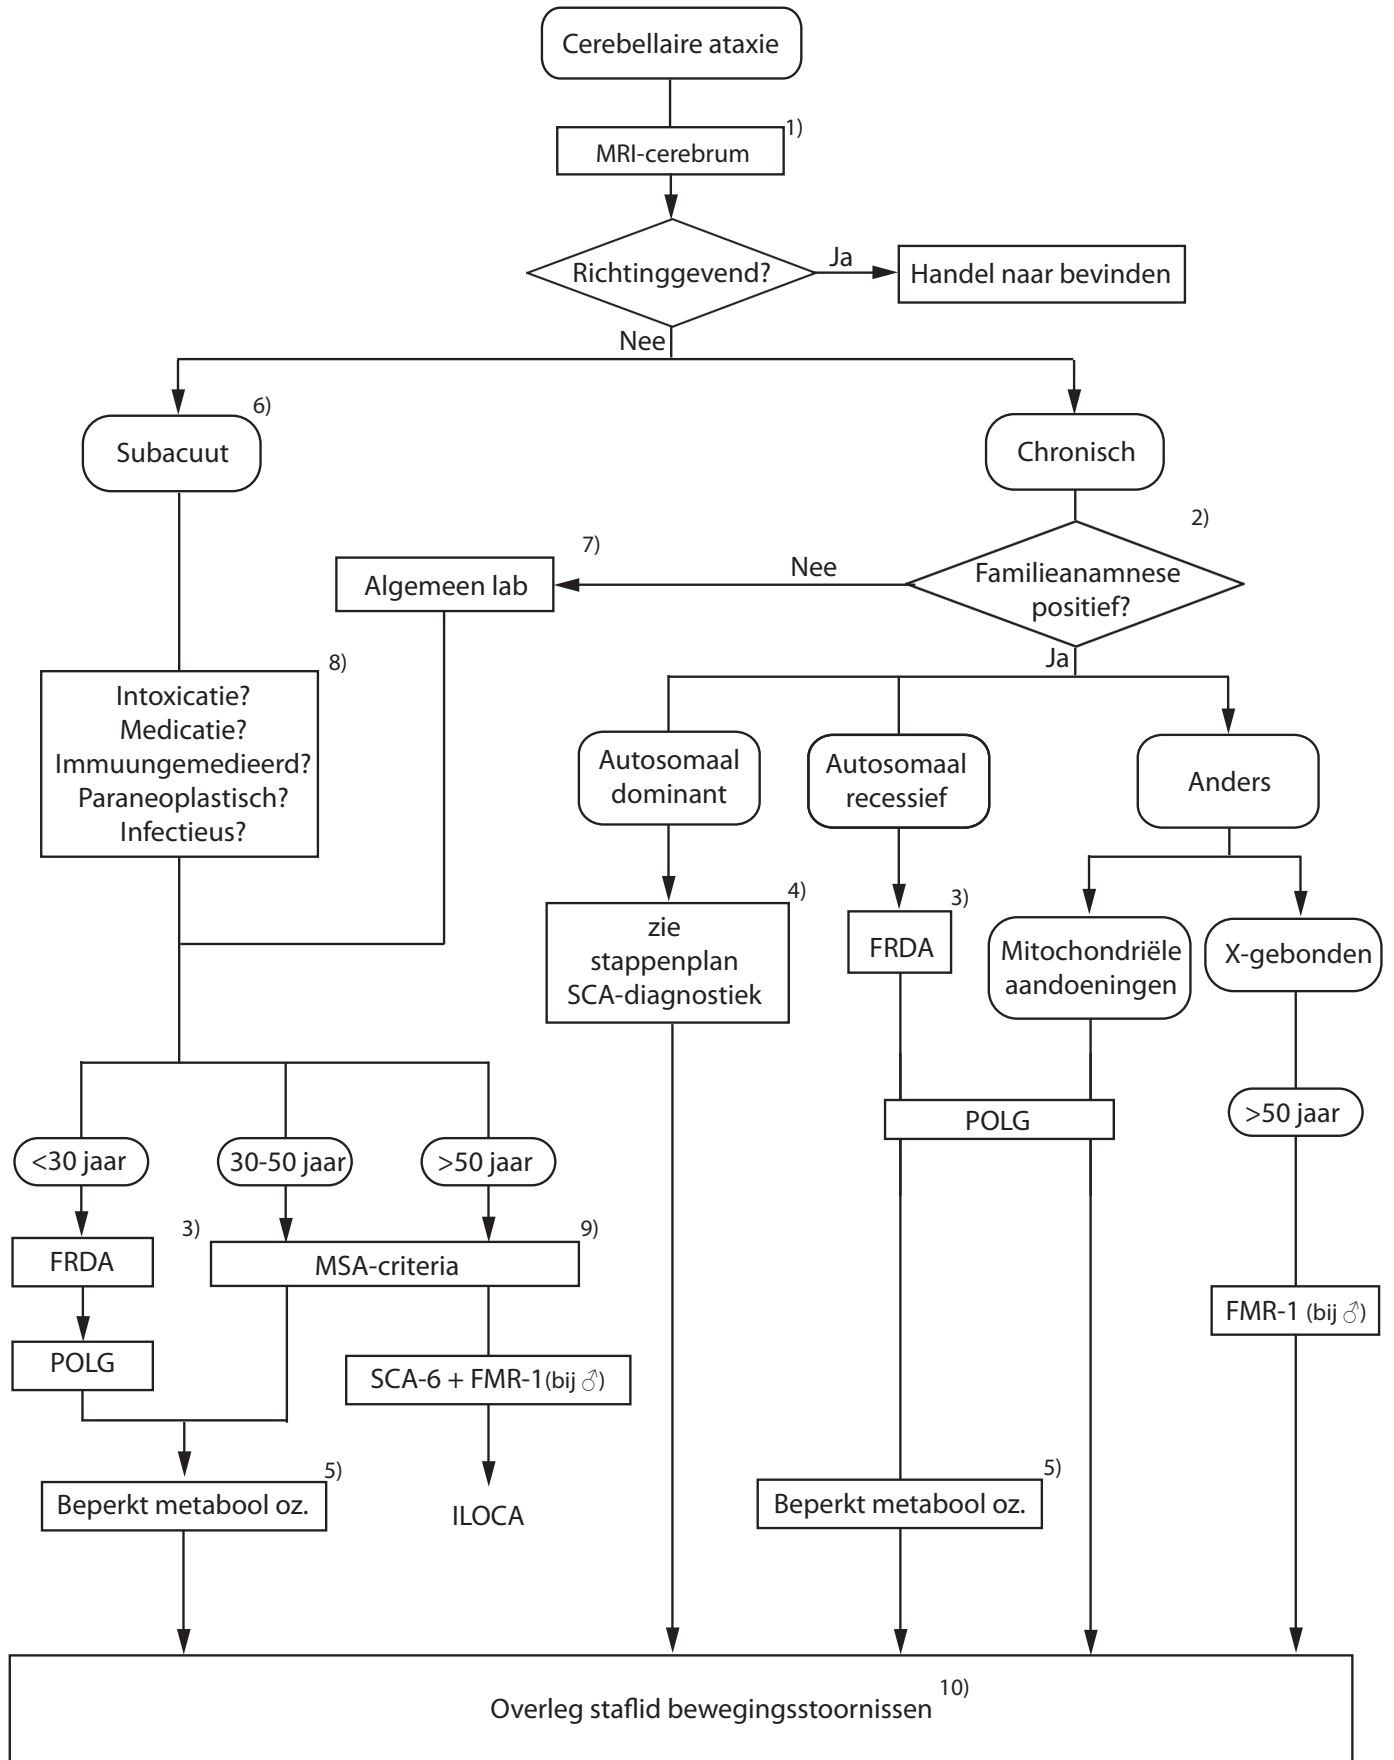 Cerebellaire ataxie
1)
MRI-cerebrum
Richtinggevend?
Ja
Handel naar bevinden
Nee
6)
Subacuut
Chronisch
2)
Familieanamnese
positief?
Nee
7)
Algemeen lab
Ja
8)
Intoxicatie?
Medicatie?
Immuungemedieerd?
Paraneoplastisch?
Infectieus?
Autosomaal
dominant
Autosomaal
recessief
Anders
4)
zie
stappenplan
SCA-diagnostiek
3)
FRDA
Mitochondriële
aandoeningen
X-gebonden
POLG
>50 jaar
<30 jaar
30-50 jaar
>50 jaar
3)
FRDA
9)
MSA-criteria
FMR-1 (bij ♂)
POLG
SCA-6 + FMR-1(bij ♂)
5)
Beperkt metabool oz.
ILOCA
5)
Beperkt metabool oz.
Overleg staflid bewegingsstoornissen 10)